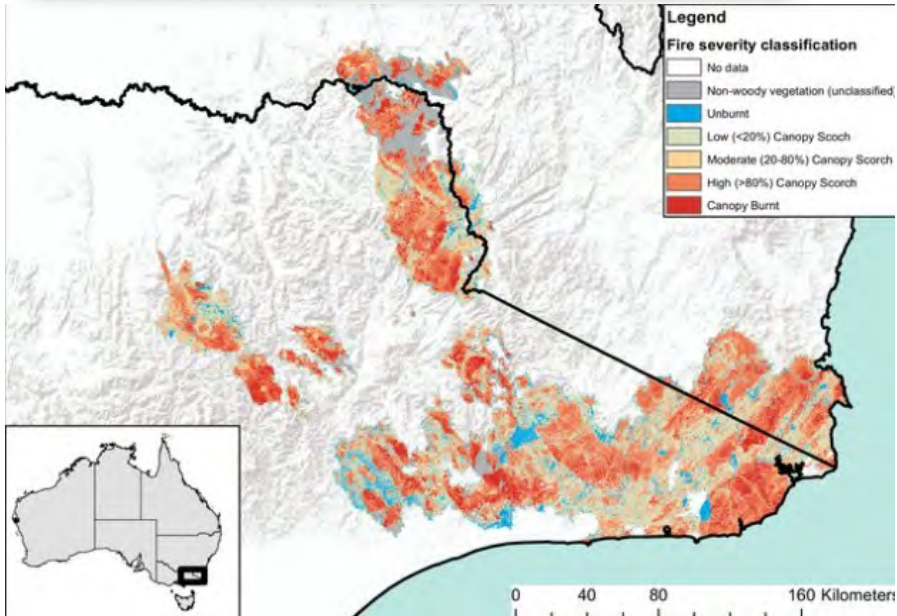 Legend
Fire severity classification
No data
Non-woody vegetation (unclassified)
Unburnt
Low (<20%) Canopy Scoch
Moderate (20-80%) Canopy Scorch
High (>80%) Canopy Scorch
Canopy Burnt
0 40 80 160 Kilometers